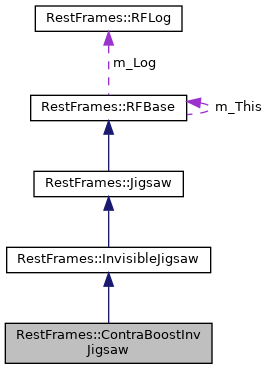 RestFrames::RFLog
m_Log
RestFrames::RFBase
m_This
RestFrames::Jigsaw
RestFrames::InvisibleJigsaw
RestFrames::ContraBoostInv
Jigsaw